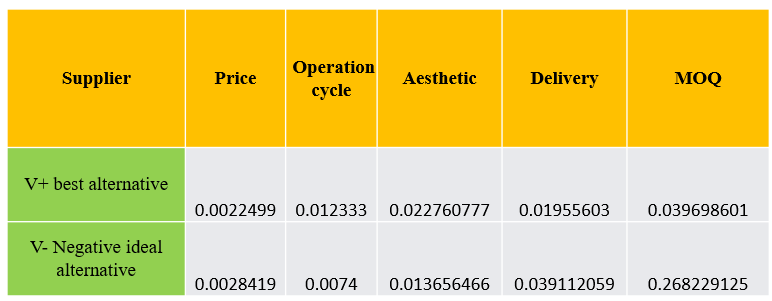 Supplier Price Operation cycle Aesthetic Delivery MOQ
V+ best alternative 0.0022499 0.012333 0.022760777 0.01955603 0.039698601
V- Negative ideal alternative 0.0028419 0.0074 0.013656466 0.039112059 0.268229125